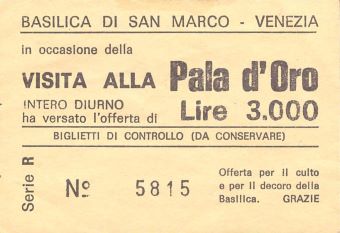 BASILICA DI SAN MARCO - VENEZIA
in occasione della
VISITA ALLA Pala d'Oro
INTERO DIURNO
ha versato l'offerta di Lire 3.000
BIGLIETTI DI CONTROLLO (DA CONSERVARE)
Serie R
Nº 5815
Offerta per il culto
e per il decoro della
Basilica. GRAZIE